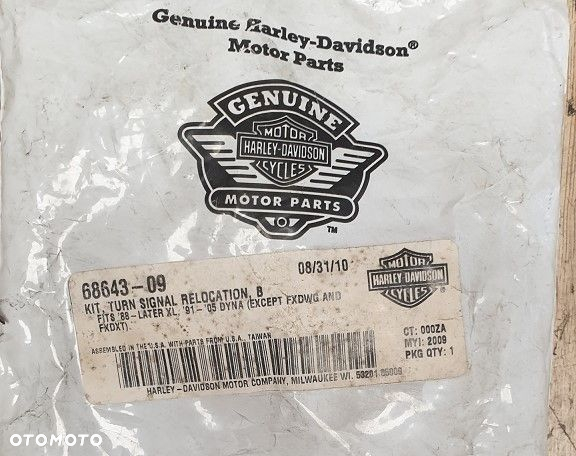 Genuine Harley-Davidson®
Motor Parts
GENUINE
MOTOR
HARLEY-DAVIDSON
CYCLES
MOTOR PARTS
TM
68643-09
08/31/10
MOTOR
HARLEY-DAVIDSON
CYCLES
KIT, TURN SIGNAL RELOCATION, B
FITS '88-LATER XL, '91-'05 DYNA (EXCEPT FXDWG AND
FXDXT)
ASSEMBLED IN THE U.S.A. WITH PARTS FROM U.S.A., TAIWAN
CT: 000ZA
MYI: 2009
PKG QTY: 1
HARLEY-DAVIDSON MOTOR COMPANY, MILWAUKEE WI. 53201
OTOMOTO